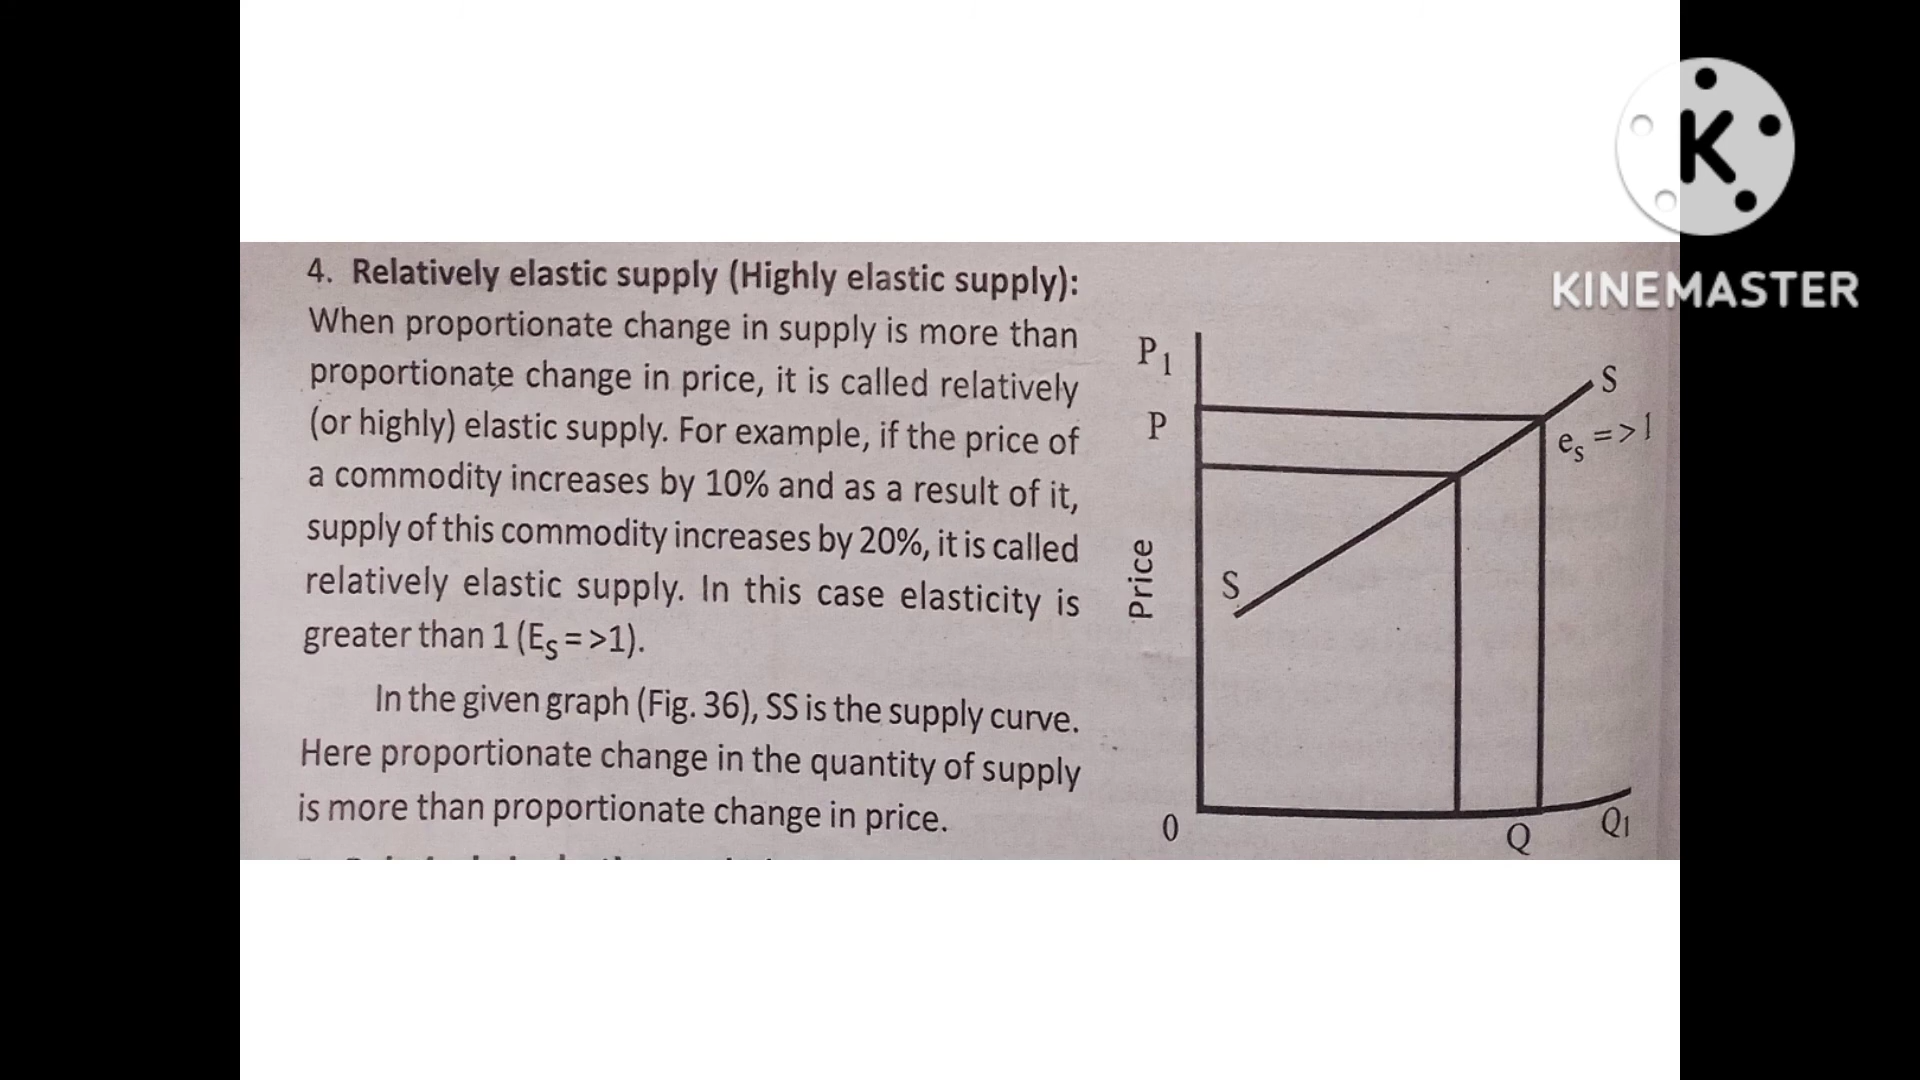 4. Relatively elastic supply (Highly elastic supply):
When proportionate change in supply is more than
proportionate change in price, it is called relatively
(or highly) elastic supply. For example, if the price of
a commodity increases by 10% and as a result of it,
supply of this commodity increases by 20%, it is called
relatively elastic supply. In this case elasticity is
greater than 1 (Es = >1).
In the given graph (Fig. 36), SS is the supply curve.
Here proportionate change in the quantity of supply
is more than proportionate change in price.
P1
P
Price
S
S
es = >1
0
Q
Q1
K
KINEMASTER